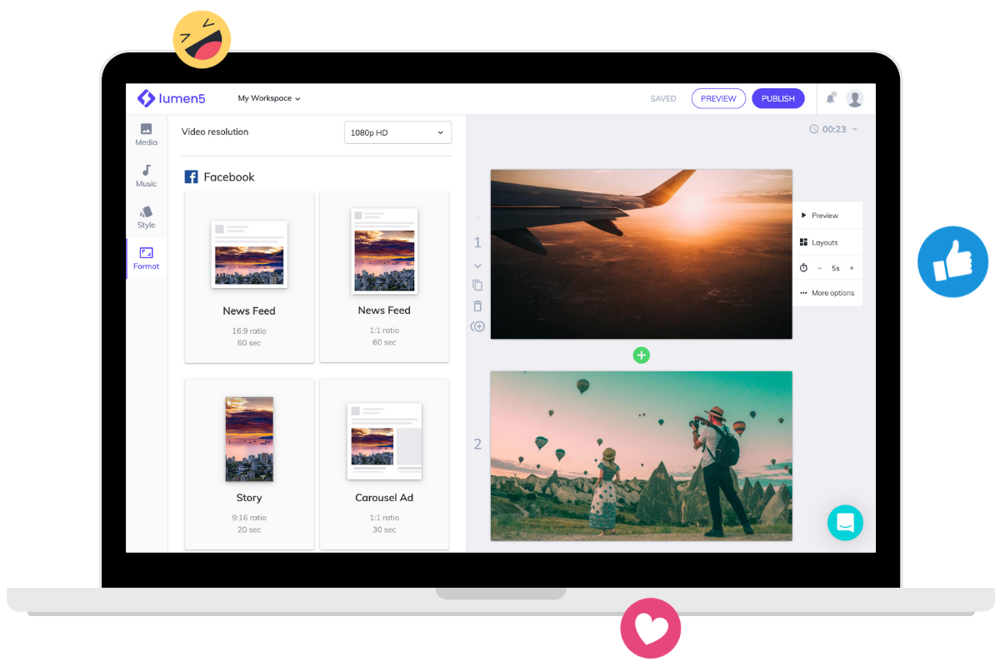 lumen5
My Workspace
SAVED
PREVIEW
PUBLISH
Media
Music
Style
Format
Video resolution
1080p HD
Facebook
News Feed
16:9 ratio
60 sec
News Feed
1:1 ratio
60 sec
Story
9:16 ratio
20 sec
Carousel Ad
1:1 ratio
30 sec
00:23
1
Preview
Layouts
− 5s +
More options
2